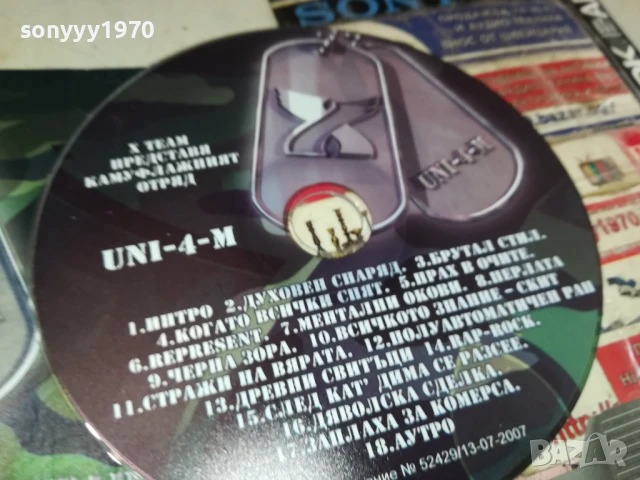 sonyyy1970
SONY
X TEAM
ПРЕДСТАВЯ
КАМУФЛАЖНИЯТ
ОТРЯД
UNI-4-M
UNI-4-M
1.ИНТРО 2.ДУХОВЕН СНАРЯД. 3.БРУТАЛ СТИЛ.
4.КОГАТО ВСИЧКИ СПЯТ. 5.ПРАХ В ОЧИТЕ.
6.REPRESENT. 7.МЕНТАЛНИ ОКОВИ. 8.ПЕРЛАТА
9.ЧЕРНА ЗОРА. 10.ВСИЧКОТО ЗНАНИЕ - СКИТ
11.СТРАЖИ НА ВЯРАТА. 12.ПОЛУАВТОМАТИЧЕН РАП
13.ДРЕВНИ СВИТЪЦИ 14.RAP-ROCK.
15.СЛЕД КАТ' ДИМА СЕ РАЗСЕЕ.
16.ДЯВОЛСКА СДЕЛКА.
17.ЗАПЛАХА ЗА КОМЕРСА.
18.АУТРО
№ 52429/13-07-2007
bazar